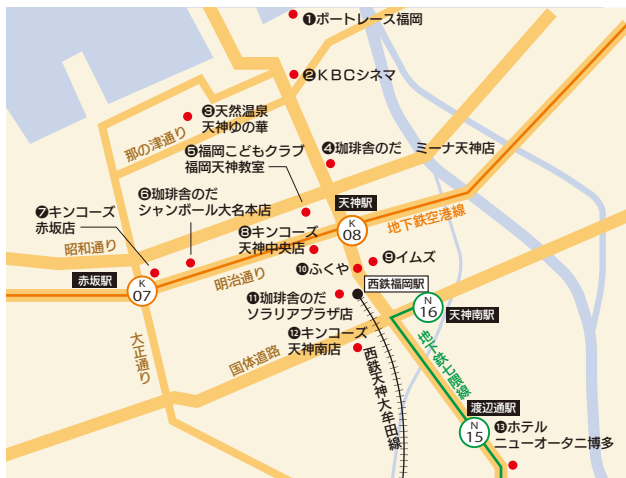 ❶ボートレース福岡
❷KBCシネマ
❸天然温泉
天神ゆの華
那の津通り
❹珈琲舎のだ ミーナ天神店
❺福岡こどもクラブ
福岡天神教室
❻珈琲舎のだ
シャンボール大名本店
❼キンコーズ
赤坂店
昭和通り
天神駅
K
08
地下鉄空港線
❽キンコーズ
天神中央店
❾イムズ
❿ふくや
明治通り
赤坂駅
K
07
西鉄福岡駅
⓫珈琲舎のだ
ソラリアプラザ店
N
16
天神南駅
⓬キンコーズ
天神南店
大正通り
国体道路
西鉄天神大牟田線
地下鉄七隈線
渡辺通駅
N
15
⓭ホテル
ニューオータニ博多